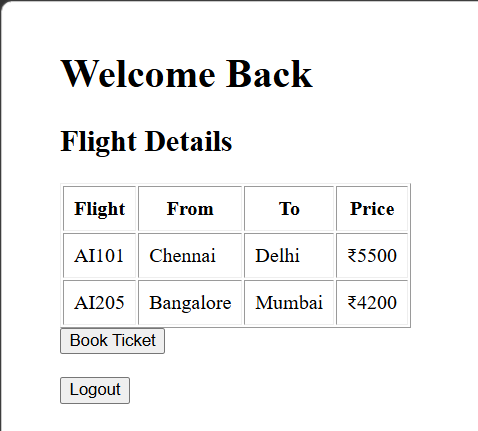 Welcome Back
Flight Details
Flight From To Price
AI101 Chennai Delhi ₹5500
AI205 Bangalore Mumbai ₹4200
Book Ticket
Logout